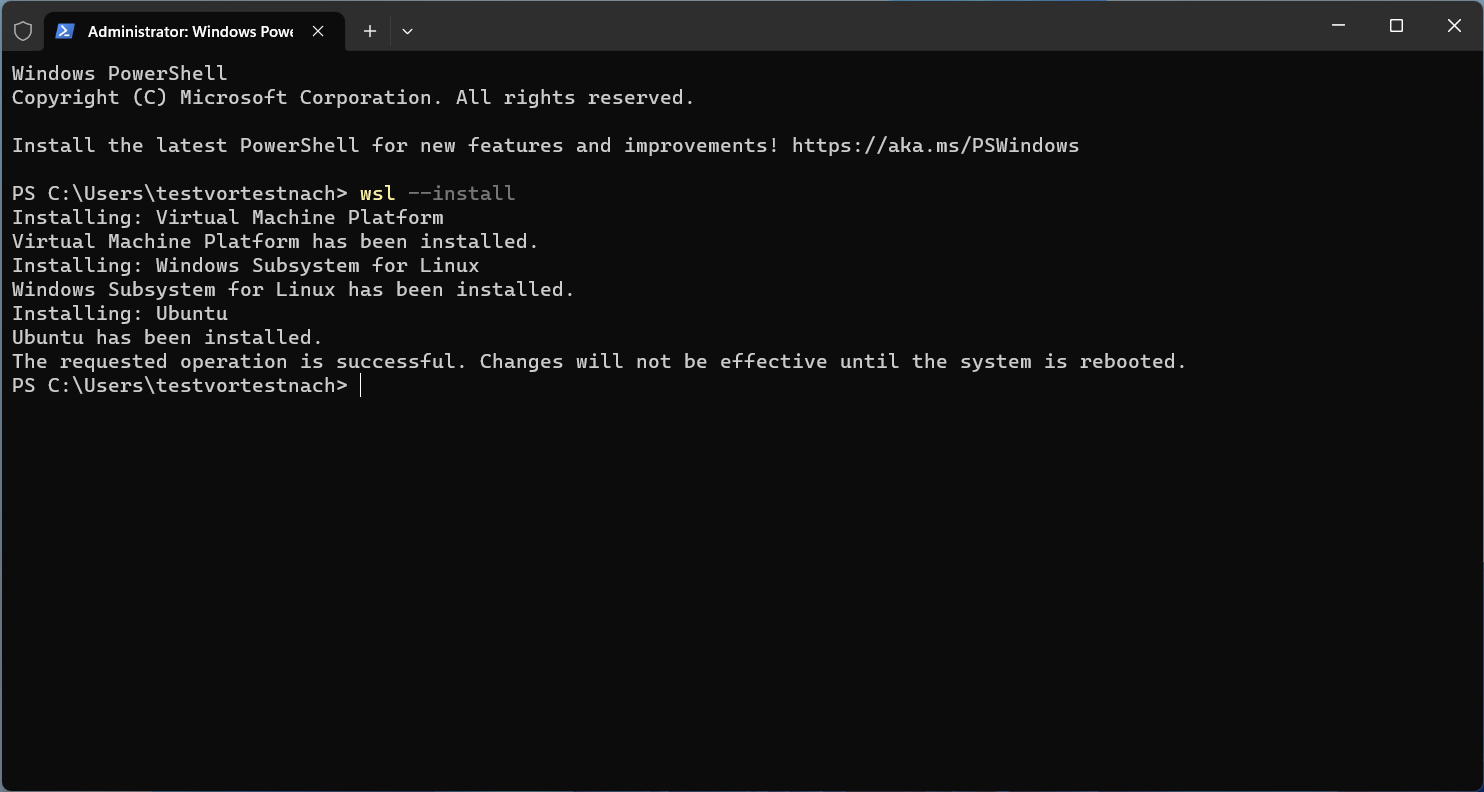 Administrator: Windows Powe
Windows PowerShell
Copyright (C) Microsoft Corporation. All rights reserved.
Install the latest PowerShell for new features and improvements! https://aka.ms/PSWindows
PS C:\Users\testvortestnach> wsl --install
Installing: Virtual Machine Platform
Virtual Machine Platform has been installed.
Installing: Windows Subsystem for Linux
Windows Subsystem for Linux has been installed.
Installing: Ubuntu
Ubuntu has been installed.
The requested operation is successful. Changes will not be effective until the system is rebooted.
PS C:\Users\testvortestnach>